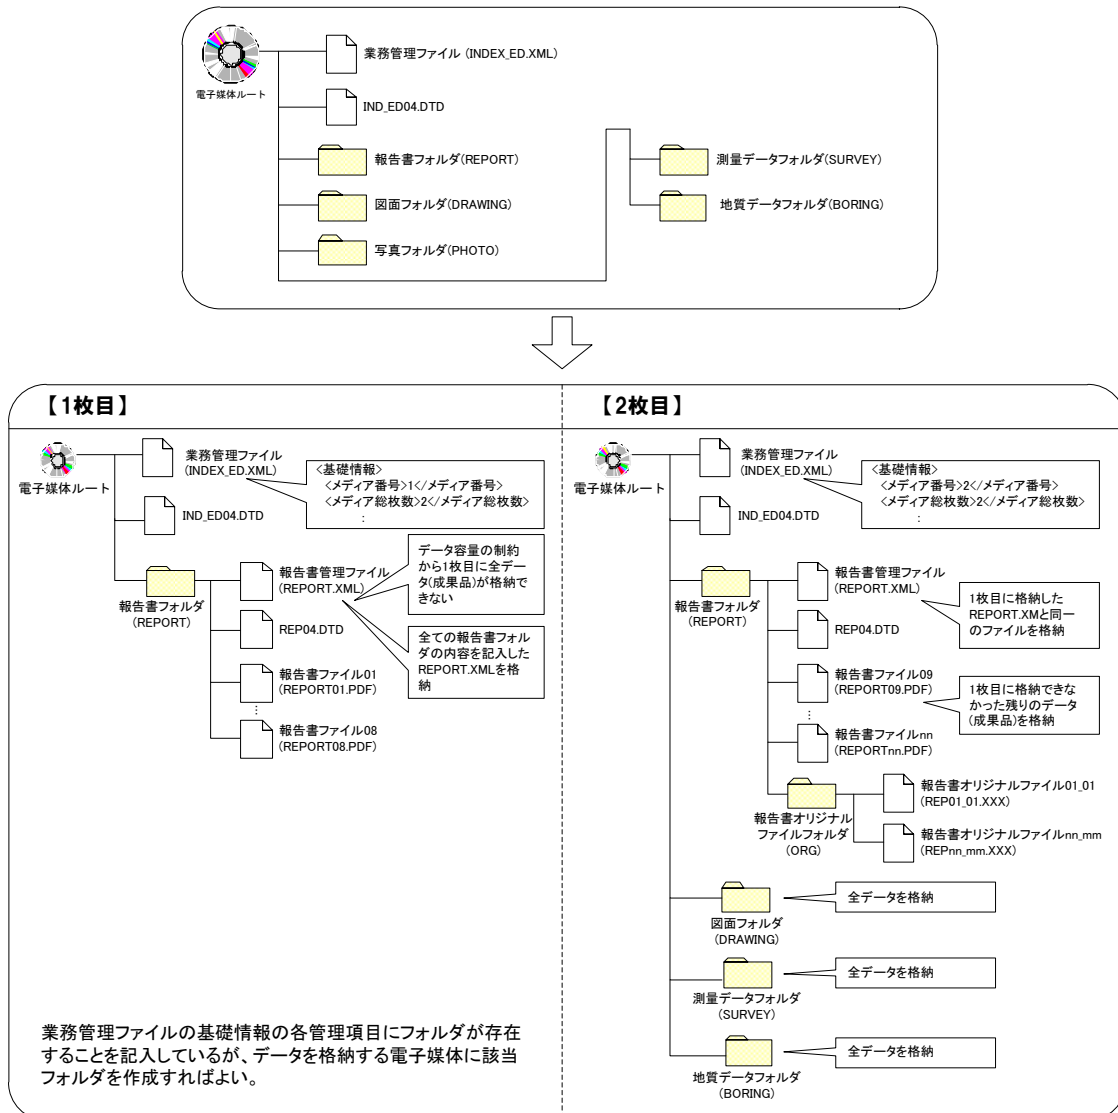 業務管理ファイル (INDEX_ED.XML)
電子媒体ルート
IND_ED04.DTD
報告書フォルダ(REPORT)
図面フォルダ(DRAWING)
写真フォルダ(PHOTO)
測量データフォルダ(SURVEY)
地質データフォルダ(BORING)
【1枚目】
電子媒体ルート
業務管理ファイル
(INDEX_ED.XML)
<基礎情報>
<メディア番号>1</メディア番号>
<メディア総枚数>2</メディア総枚数>
:
IND_ED04.DTD
報告書フォルダ
(REPORT)
報告書管理ファイル
(REPORT.XML)
データ容量の制約
から1枚目に全デー
タ(成果品)が格納で
きない
REP04.DTD
全ての報告書フォル
ダの内容を記入した
REPORT.XMLを格
納
報告書ファイル01
(REPORT01.PDF)
⋮
報告書ファイル08
(REPORT08.PDF)
業務管理ファイルの基礎情報の各管理項目にフォルダが存在
することを記入しているが、データを格納する電子媒体に該当
フォルダを作成すればよい。
【2枚目】
電子媒体ルート
業務管理ファイル
(INDEX_ED.XML)
<基礎情報>
<メディア番号>2</メディア番号>
<メディア総枚数>2</メディア総枚数>
:
IND_ED04.DTD
報告書フォルダ
(REPORT)
報告書管理ファイル
(REPORT.XML)
1枚目に格納した
REPORT.XMと同一
のファイルを格納
REP04.DTD
報告書ファイル09
(REPORT09.PDF)
1枚目に格納できな
かった残りのデータ
(成果品)を格納
⋮
報告書ファイルnn
(REPORTnn.PDF)
報告書オリジナル
ファイルフォルダ
(ORG)
報告書オリジナルファイル01_01
(REP01_01.XXX)
報告書オリジナルファイルnn_mm
(REPnn_mm.XXX)
図面フォルダ
(DRAWING)
全データを格納
測量データフォルダ
(SURVEY)
全データを格納
地質データフォルダ
(BORING)
全データを格納